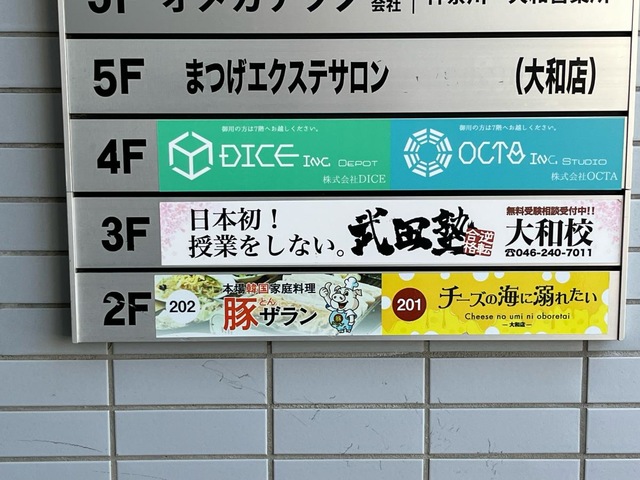 5F まつげエクステサロン (大和店)
4F
御用の方は7階へお越しください。
DICE INC. DEPOT
株式会社DICE
御用の方は7階へお越しください。
OCTA INC. STUDIO
株式会社OCTA
3F
日本初！
授業をしない。
武田塾
逆転合格
無料受験相談受付中!!
大和校
☎046-240-7011
2F
202
本場韓国家庭料理
とん
豚ザラン
201
チーズの海に溺れたい
Cheese no umi ni oboretai
―大和店―